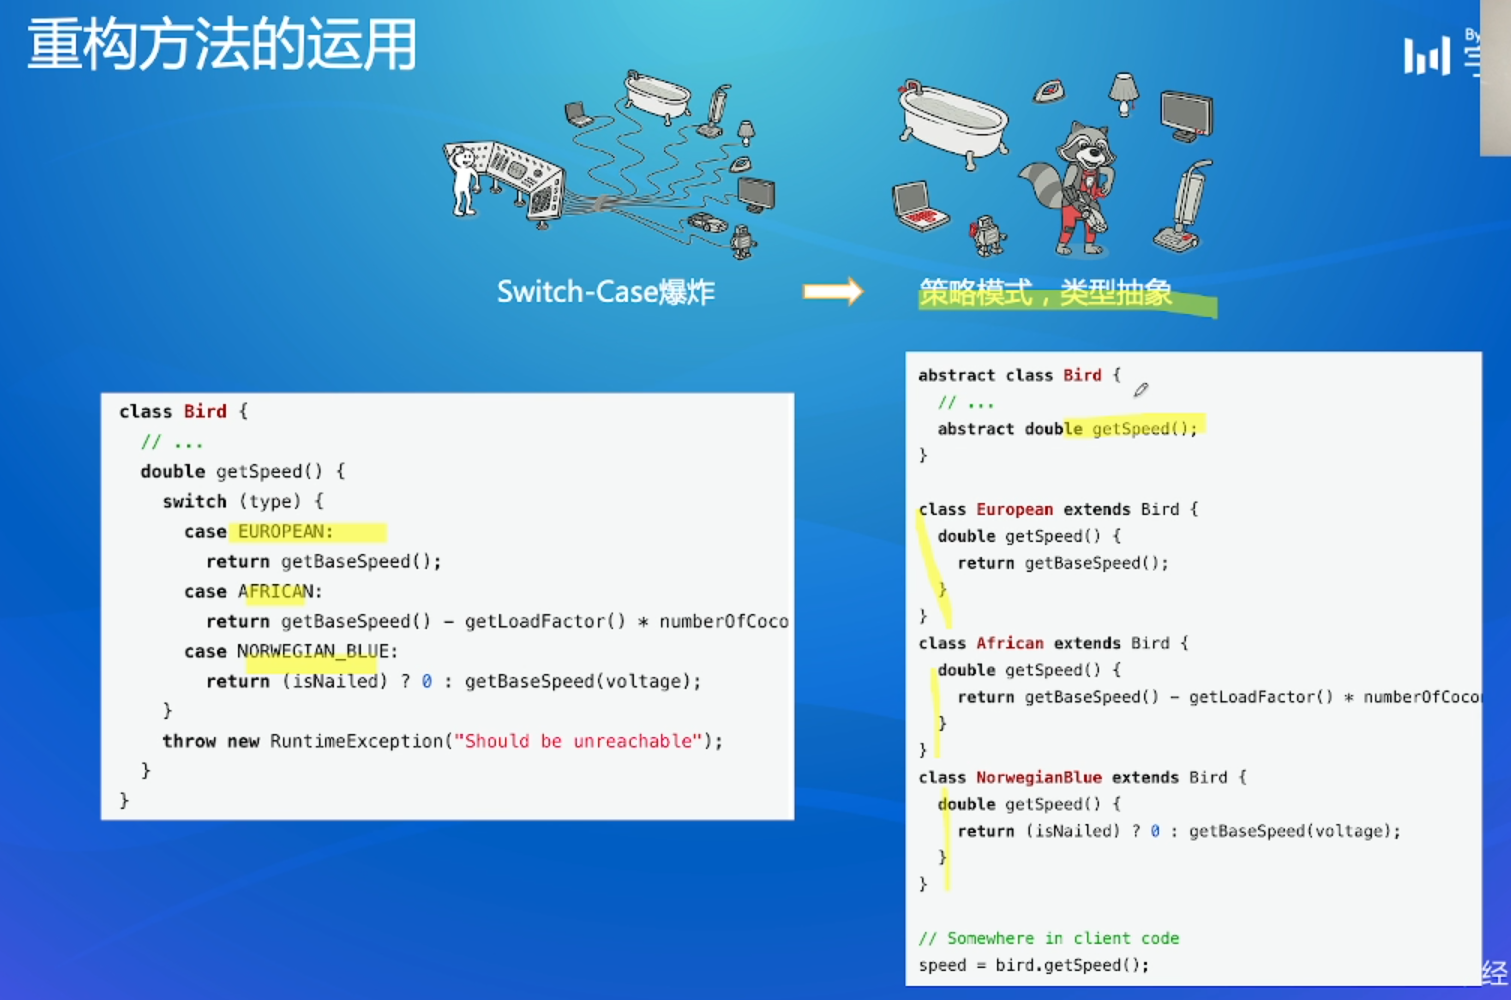 重构方法的运用
By
Switch-Case爆炸
策略模式，类型抽象
class Bird {
// ...
double getSpeed() {
switch (type) {
case EUROPEAN:
return getBaseSpeed();
case AFRICAN:
return getBaseSpeed() - getLoadFactor() * numberOfCoco
case NORWEGIAN_BLUE:
return (isNailed) ? 0 : getBaseSpeed(voltage);
}
throw new RuntimeException("Should be unreachable");
}
}
abstract class Bird {
// ...
abstract double getSpeed();
}
class European extends Bird {
double getSpeed() {
return getBaseSpeed();
}
}
class African extends Bird {
double getSpeed() {
return getBaseSpeed() - getLoadFactor() * numberOfCoco
}
}
class NorwegianBlue extends Bird {
double getSpeed() {
return (isNailed) ? 0 : getBaseSpeed(voltage);
}
}
// Somewhere in client code
speed = bird.getSpeed();
经